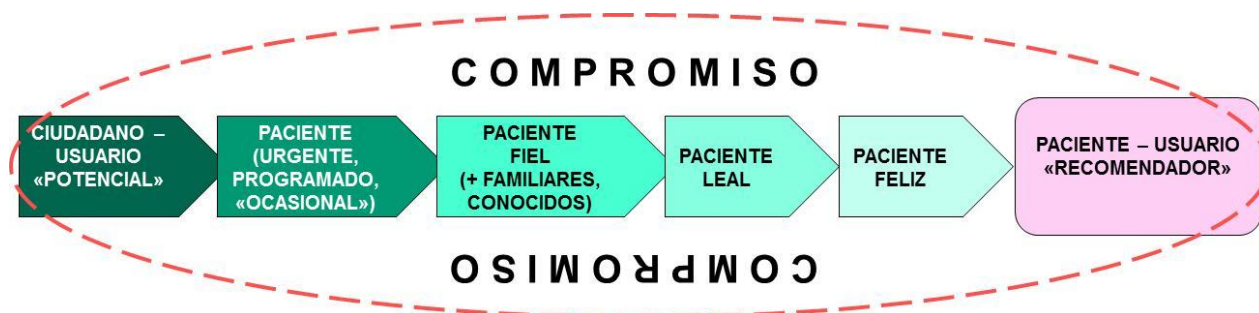 COMPROMISO
CIUDADANO –
USUARIO
«POTENCIAL»
PACIENTE
(URGENTE,
PROGRAMADO,
«OCASIONAL»)
PACIENTE
FIEL
(+ FAMILIARES,
CONOCIDOS)
PACIENTE
LEAL
PACIENTE
FELIZ
PACIENTE – USUARIO
«RECOMENDADOR»
COMPROMISO